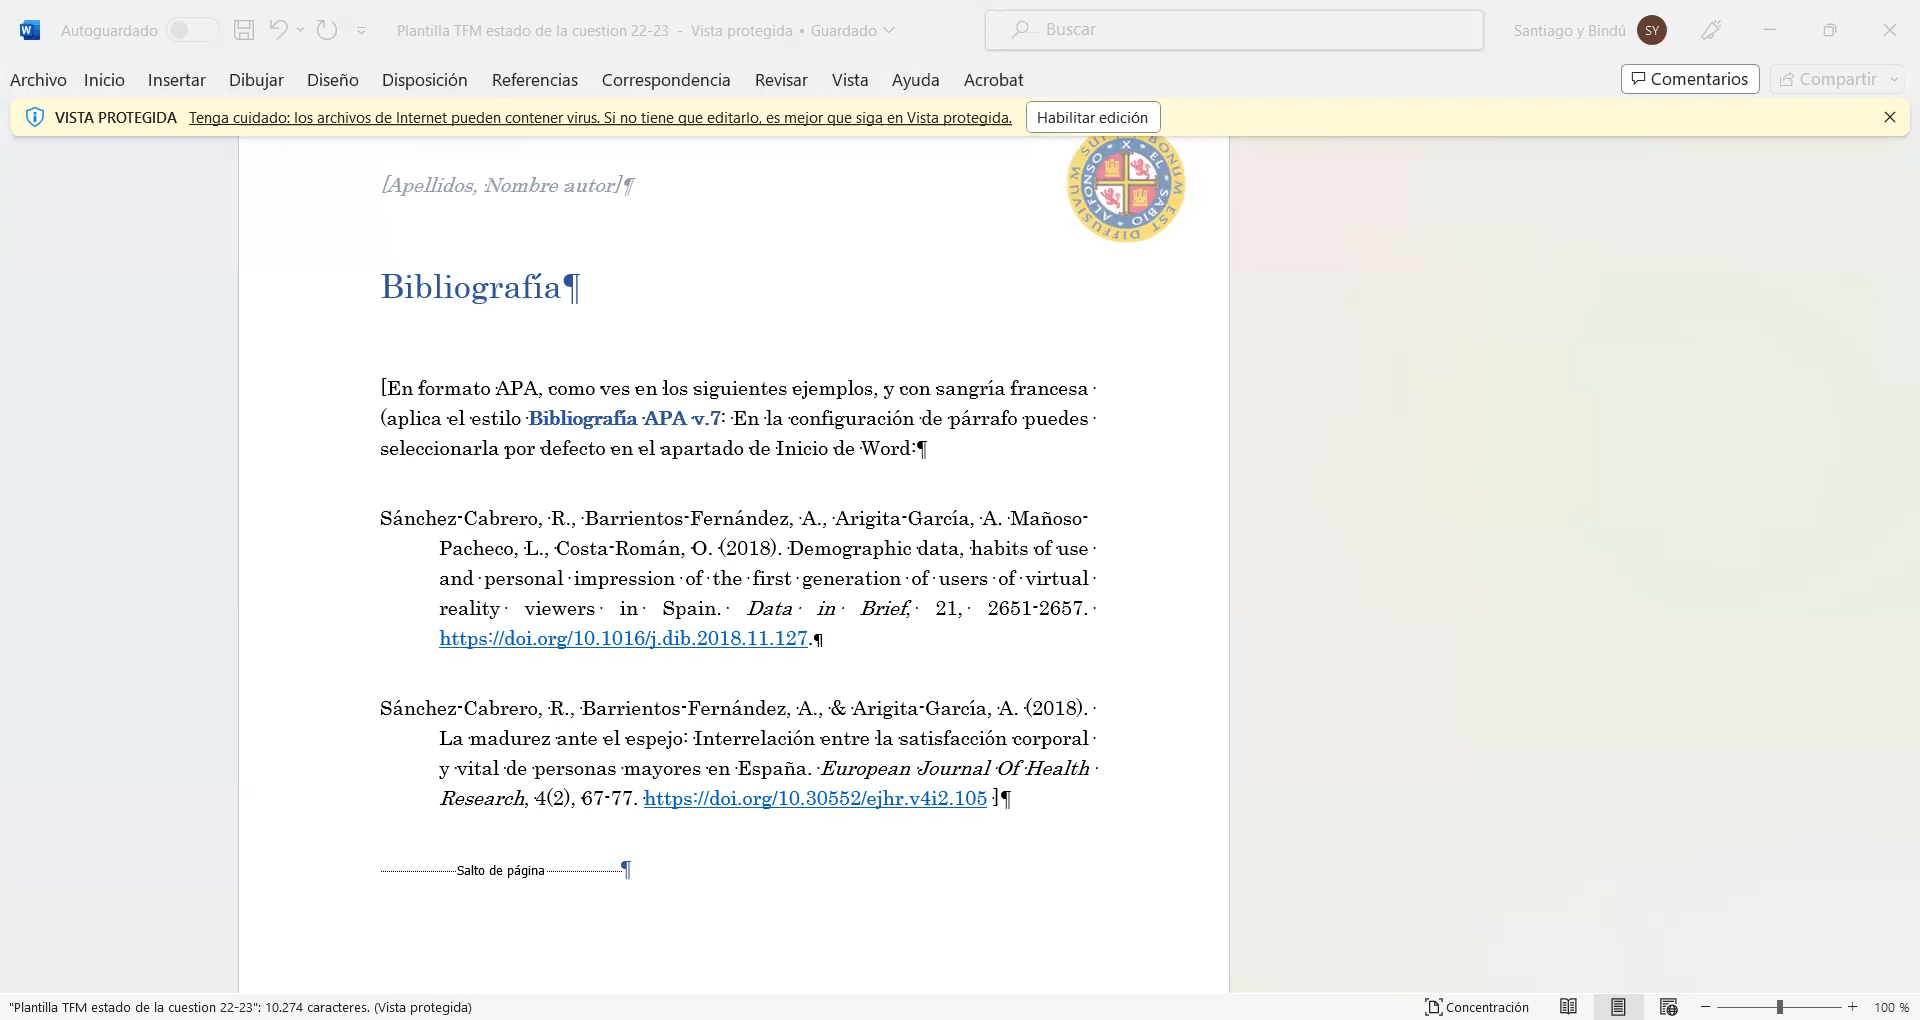 Autoguardado
Plantilla TFM estado de la cuestion 22-23 - Vista protegida • Guardado
Buscar
Santiago y Bindú SY
Archivo Inicio Insertar Dibujar Diseño Disposición Referencias Correspondencia Revisar Vista Ayuda Acrobat
Comentarios Compartir
VISTA PROTEGIDA Tenga cuidado: los archivos de Internet pueden contener virus. Si no tiene que editarlo, es mejor que siga en Vista protegida. Habilitar edición
[Apellidos, Nombre autor]¶
ALFONSO X EL SABIO
BONUM EST DIFFUSIVUM SUI
Bibliografía¶
[En formato APA, como ves en los siguientes ejemplos, y con sangría francesa
(aplica el estilo Bibliografía APA v.7: En la configuración de párrafo puedes
seleccionarla por defecto en el apartado de Inicio de Word:¶
Sánchez-Cabrero, R., Barrientos-Fernández, A., Arigita-García, A. Mañoso-
Pacheco, L., Costa-Román, O. (2018). Demographic data, habits of use
and personal impression of the first generation of users of virtual
reality viewers in Spain. Data in Brief, 21, 2651-2657.
https://doi.org/10.1016/j.dib.2018.11.127.¶
Sánchez-Cabrero, R., Barrientos-Fernández, A., & Arigita-García, A. (2018).
La madurez ante el espejo: Interrelación entre la satisfacción corporal
y vital de personas mayores en España. European Journal Of Health
Research, 4(2), 67-77. https://doi.org/10.30552/ejhr.v4i2.105 ]¶
Salto de página ¶
"Plantilla TFM estado de la cuestion 22-23": 10.274 caracteres. (Vista protegida)
Concentración
100 %